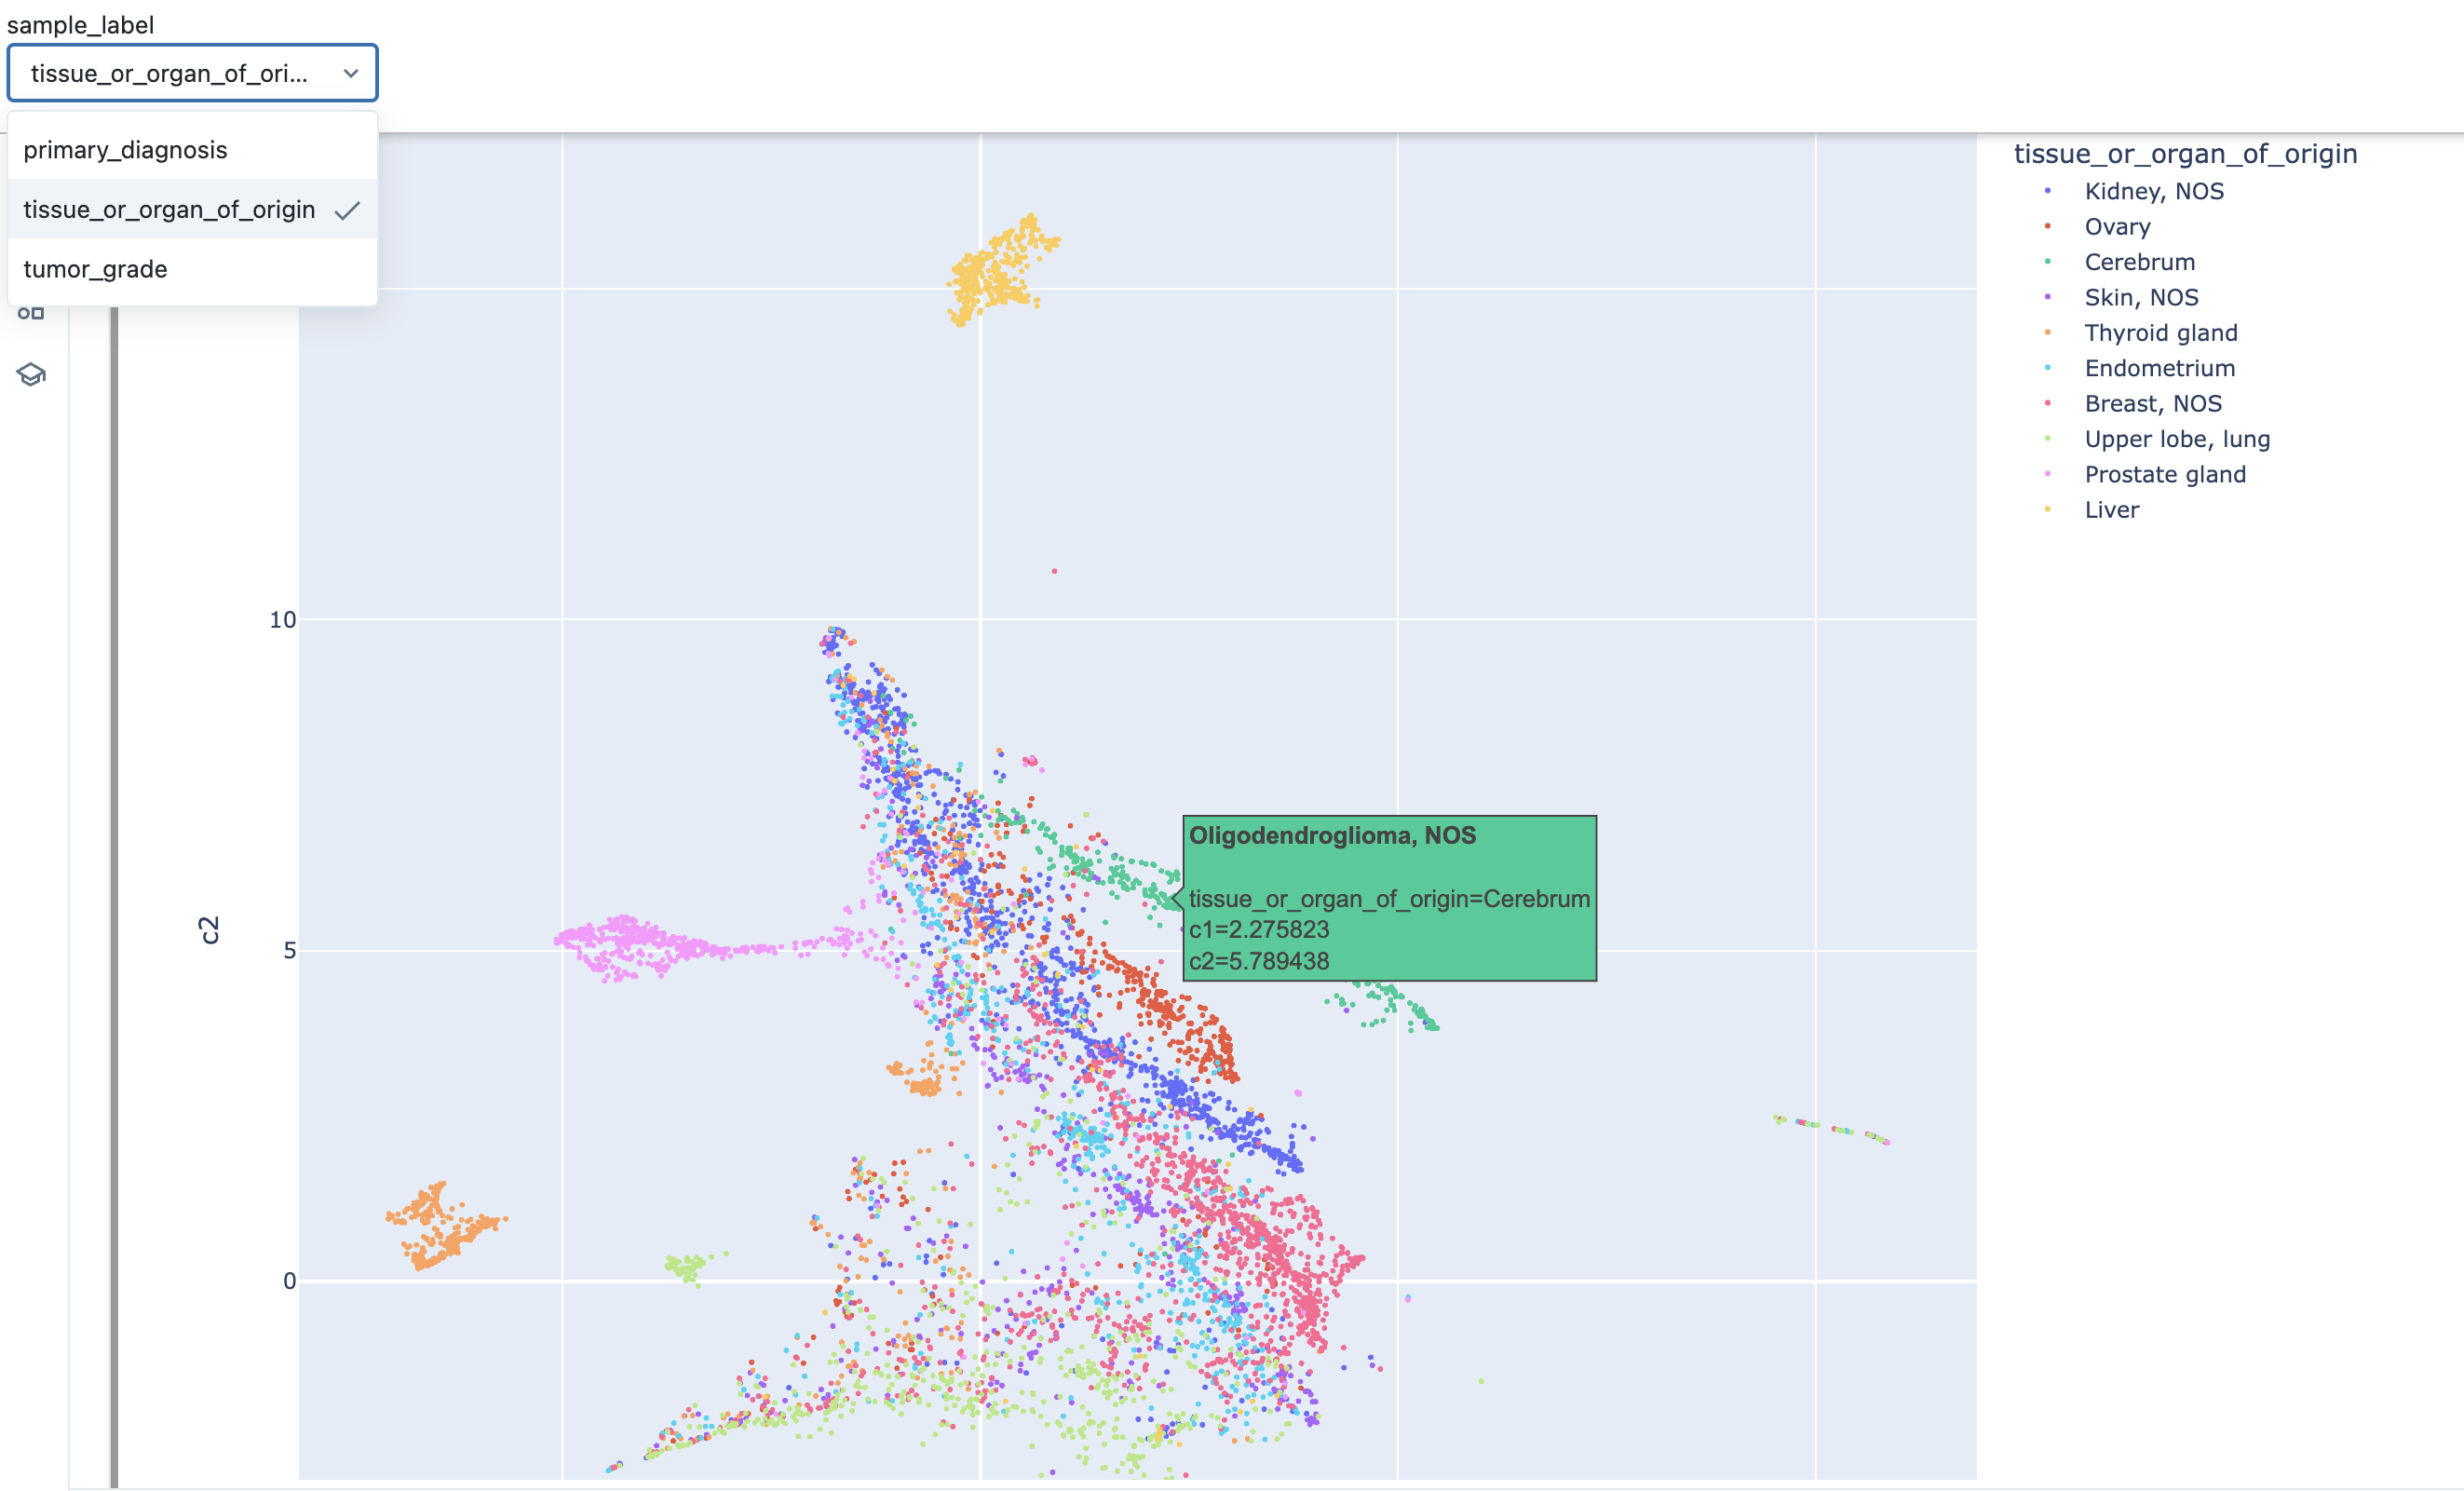 sample_label
tissue_or_organ_of_ori...
primary_diagnosis
tissue_or_organ_of_origin
tumor_grade
tissue_or_organ_of_origin
Kidney, NOS
Ovary
Cerebrum
Skin, NOS
Thyroid gland
Endometrium
Breast, NOS
Upper lobe, lung
Prostate gland
Liver
10
Oligodendroglioma, NOS
tissue_or_organ_of_origin=Cerebrum
c1=2.275823
c2=5.789438
c2
5
0